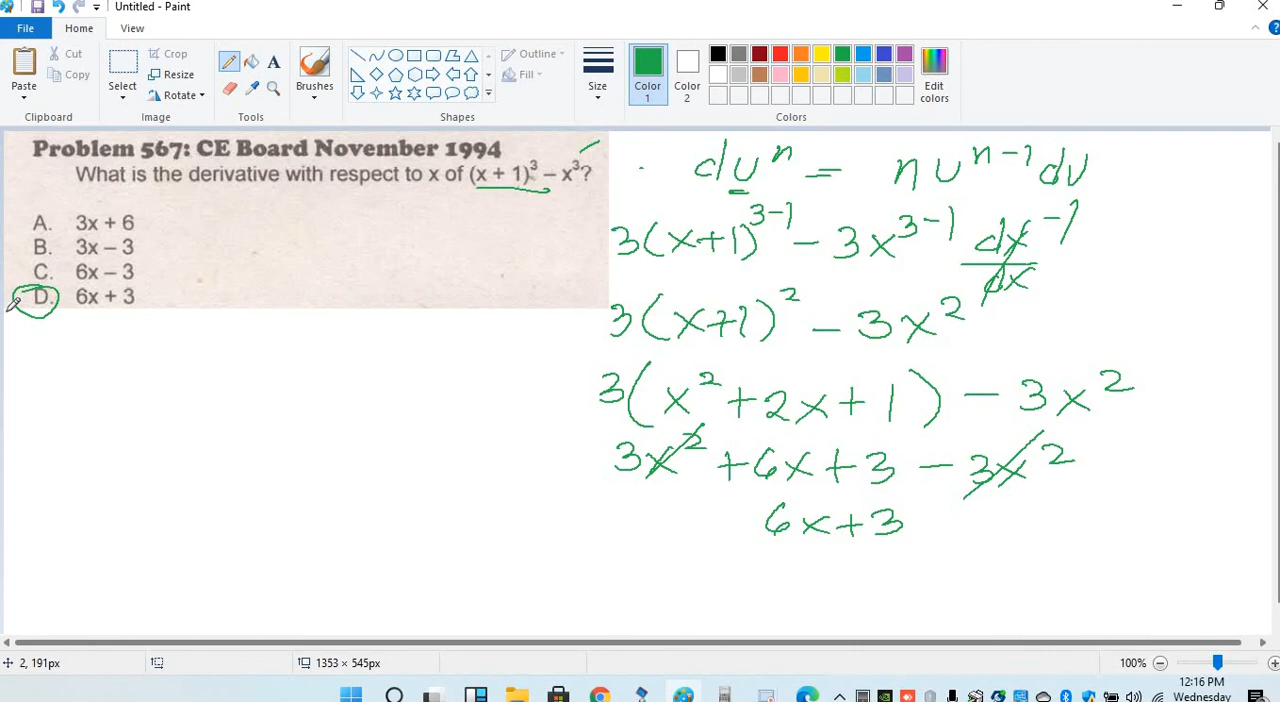 Untitled - Paint
File Home View
Paste
Cut
Copy
Clipboard
Select
Crop
Resize
Rotate
Image
Tools
Brushes
Shapes
Outline
Fill
Size
Color 1
Color 2
Edit colors
Colors
Problem 567: CE Board November 1994
What is the derivative with respect to x of (x + 1)³ – x³?
A. 3x + 6
B. 3x – 3
C. 6x – 3
D. 6x + 3
du^n = nu^(n-1) du
3(x+1)^(3-1) - 3x^(3-1) dx/dx -1
3(x+1)² - 3x²
3(x²+2x+1) - 3x²
3x²+6x+3-3x²
6x+3
2, 191px
1353 × 545px
100%
12:16 PM
Wednesday